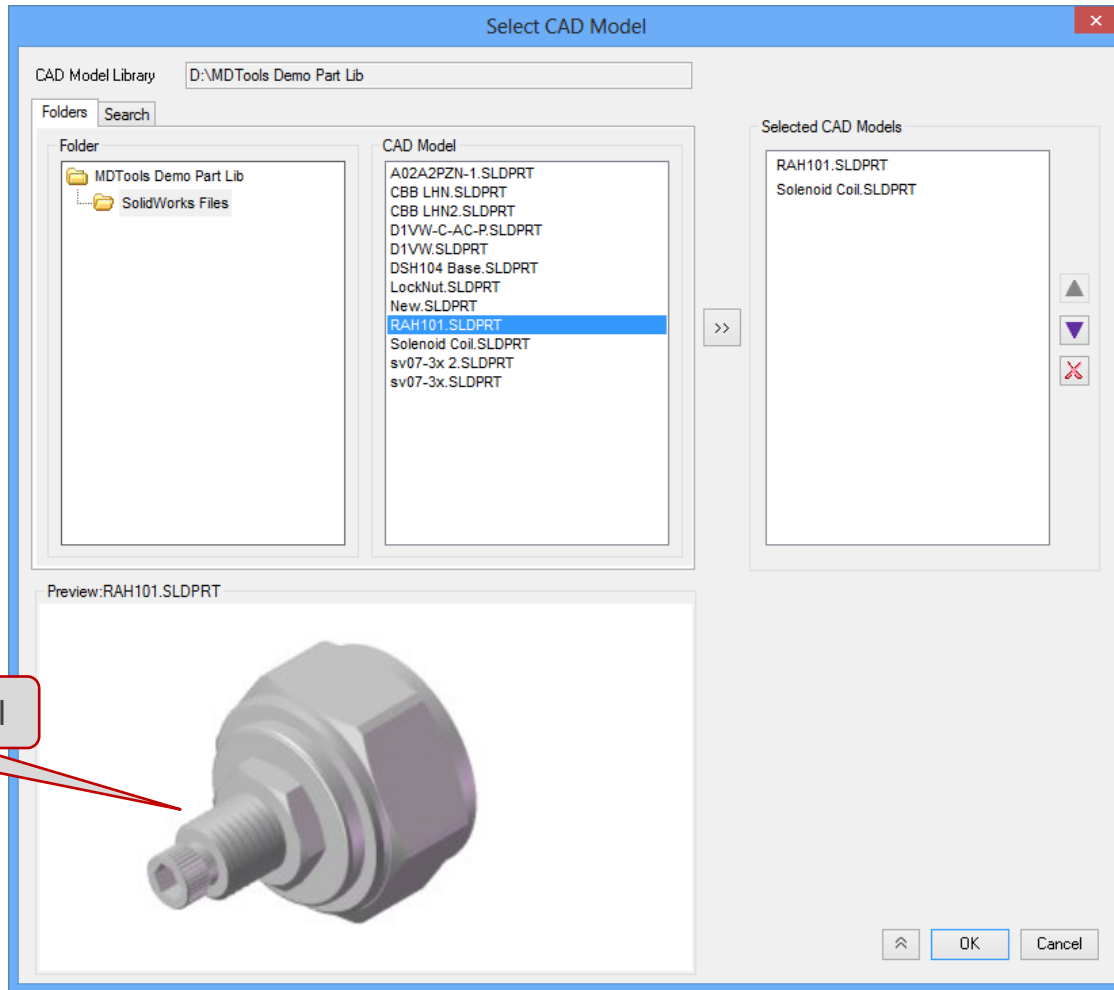 Select CAD Model
CAD Model Library
D:\MDTools Demo Part Lib
Folders
Search
Folder
MDTools Demo Part Lib
SolidWorks Files
CAD Model
A02A2PZN-1.SLDPRT
CBB LHN.SLDPRT
CBB LHN2.SLDPRT
D1VW-C-AC-P.SLDPRT
D1VW.SLDPRT
DSH104 Base.SLDPRT
LockNut.SLDPRT
New.SLDPRT
RAH101.SLDPRT
Solenoid Coil.SLDPRT
sv07-3x 2.SLDPRT
sv07-3x.SLDPRT
>>
Selected CAD Models
RAH101.SLDPRT
Solenoid Coil.SLDPRT
Preview:RAH101.SLDPRT
OK
Cancel